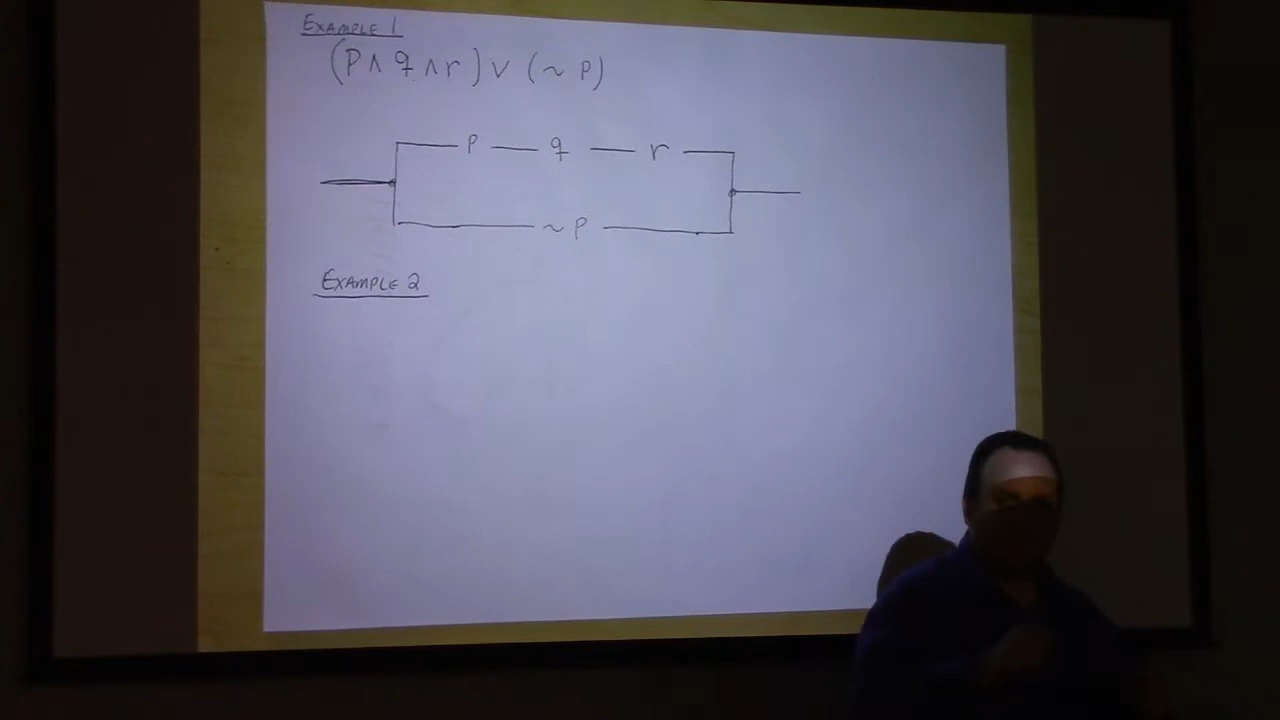 EXAMPLE 1
(p ∧ q ∧ r) ∨ (~ p)
p q r
~ p
EXAMPLE 2